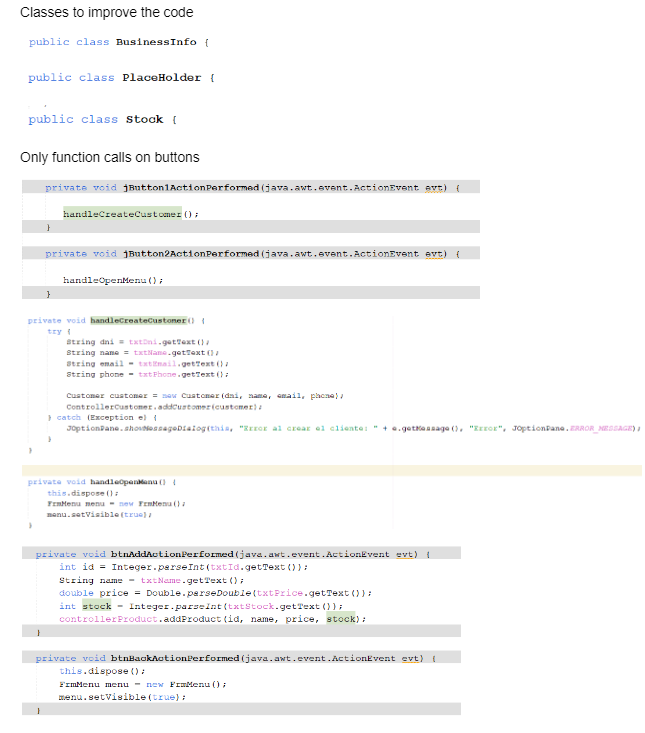 Classes to improve the code
public class BusinessInfo {
public class PlaceHolder {
public class Stock {
Only function calls on buttons
private void jButton1ActionPerformed(java.awt.event.ActionEvent evt) {
handleCreateCustomer();
}
private void jButton2ActionPerformed(java.awt.event.ActionEvent evt) {
handleOpenMenu();
}
private void handleCreateCustomer() {
try {
String dni = txtDni.getText();
String name = txtName.getText();
String email = txtEmail.getText();
String phone = txtPhone.getText();
Customer customer = new Customer(dni, name, email, phone);
ControllerCustomer.addCustomer(customer);
} catch (Exception e) {
JOptionPane.showMessageDialog(this, "Error al crear el cliente: " + e.getMessage(), "Error", JOptionPane.ERROR_MESSAGE);
}
}
private void handleOpenMenu() {
this.dispose();
FrmMenu menu = new FrmMenu();
menu.setVisible(true);
}
private void btnAddActionPerformed(java.awt.event.ActionEvent evt) {
int id = Integer.parseInt(txtId.getText());
String name = txtName.getText();
double price = Double.parseDouble(txtPrice.getText());
int stock = Integer.parseInt(txtStock.getText());
controllerProduct.addProduct(id, name, price, stock);
}
private void btnBackActionPerformed(java.awt.event.ActionEvent evt) {
this.dispose();
FrmMenu menu = new FrmMenu();
menu.setVisible(true);
}